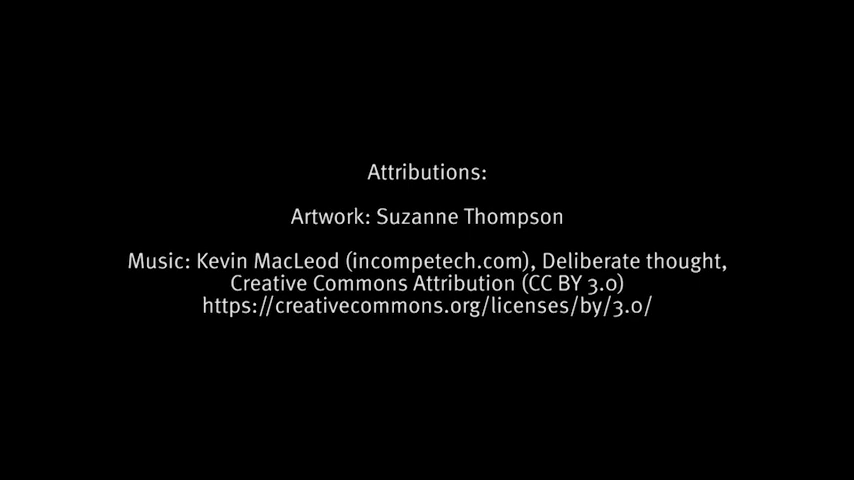 Attributions:
Artwork: Suzanne Thompson
Music: Kevin MacLeod (incompetech.com), Deliberate thought,
Creative Commons Attribution (CC BY 3.0)
https://creativecommons.org/licenses/by/3.0/